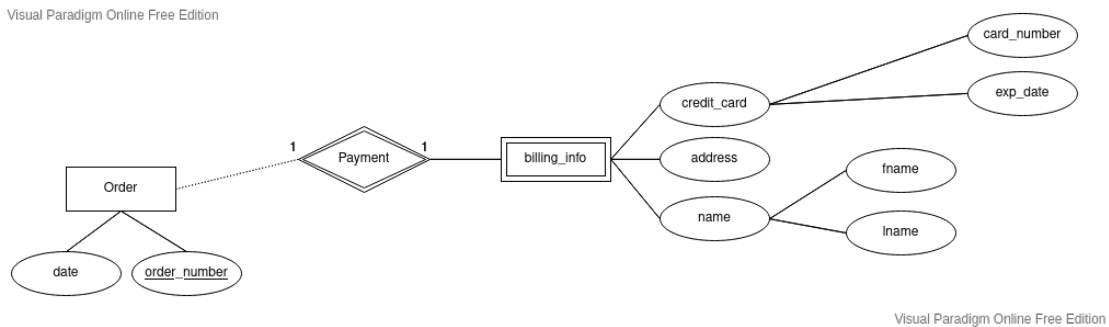 Visual Paradigm Online Free Edition
card_number
exp_date
credit_card
1
1
Payment
billing_info
address
fname
Order
name
lname
date
order_number
Visual Paradigm Online Free Edition